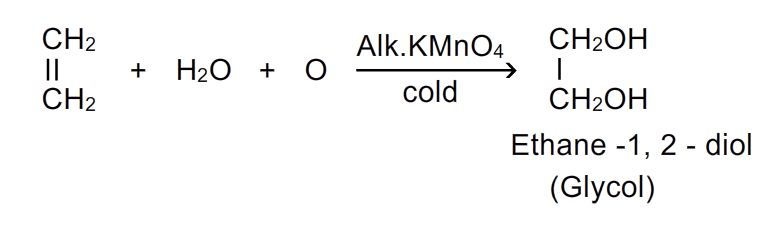 CH₂ Alk.KMnO₄ CH₂OH
|| + H₂O + O |
CH₂ cold CH₂OH
Ethane -1, 2 - diol
(Glycol)